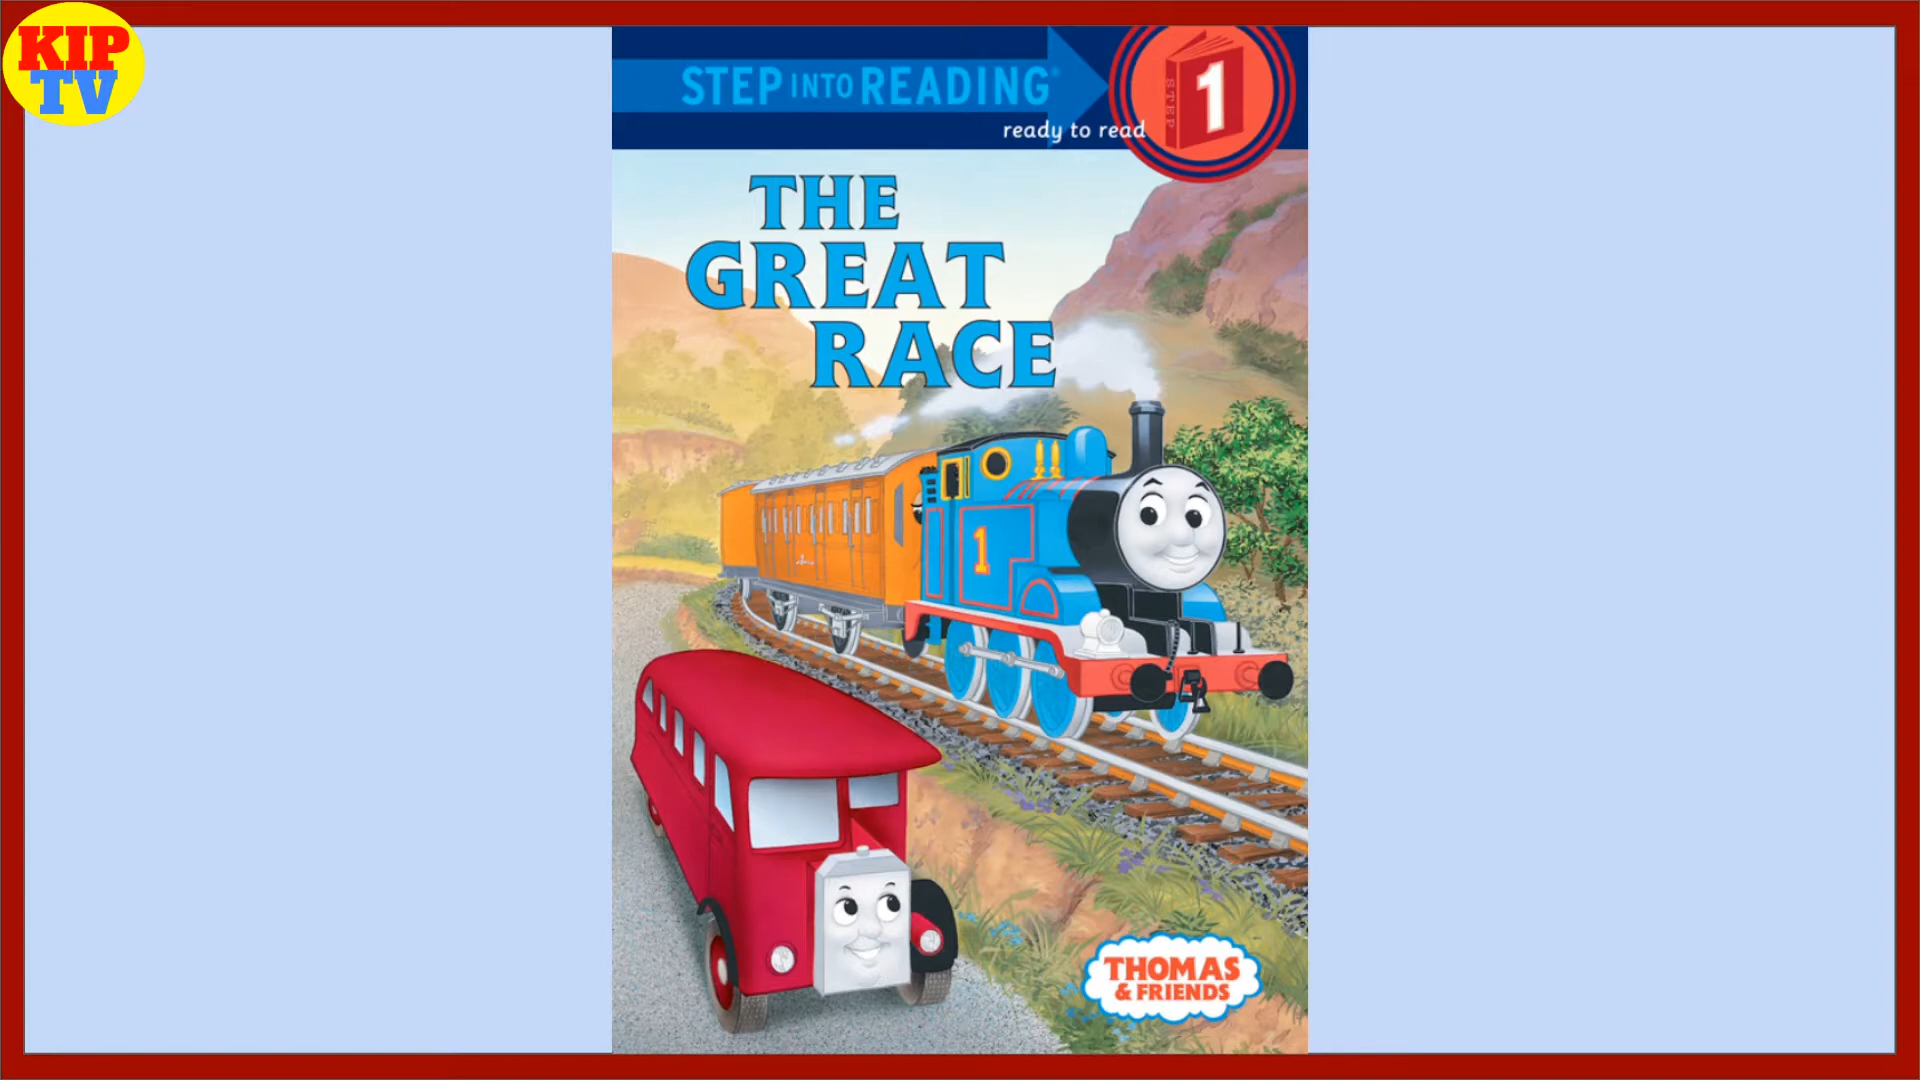 KIP
TV
STEP INTO READING®
ready to read
STEP
1
THE
GREAT
RACE
1
THOMAS
& FRIENDS